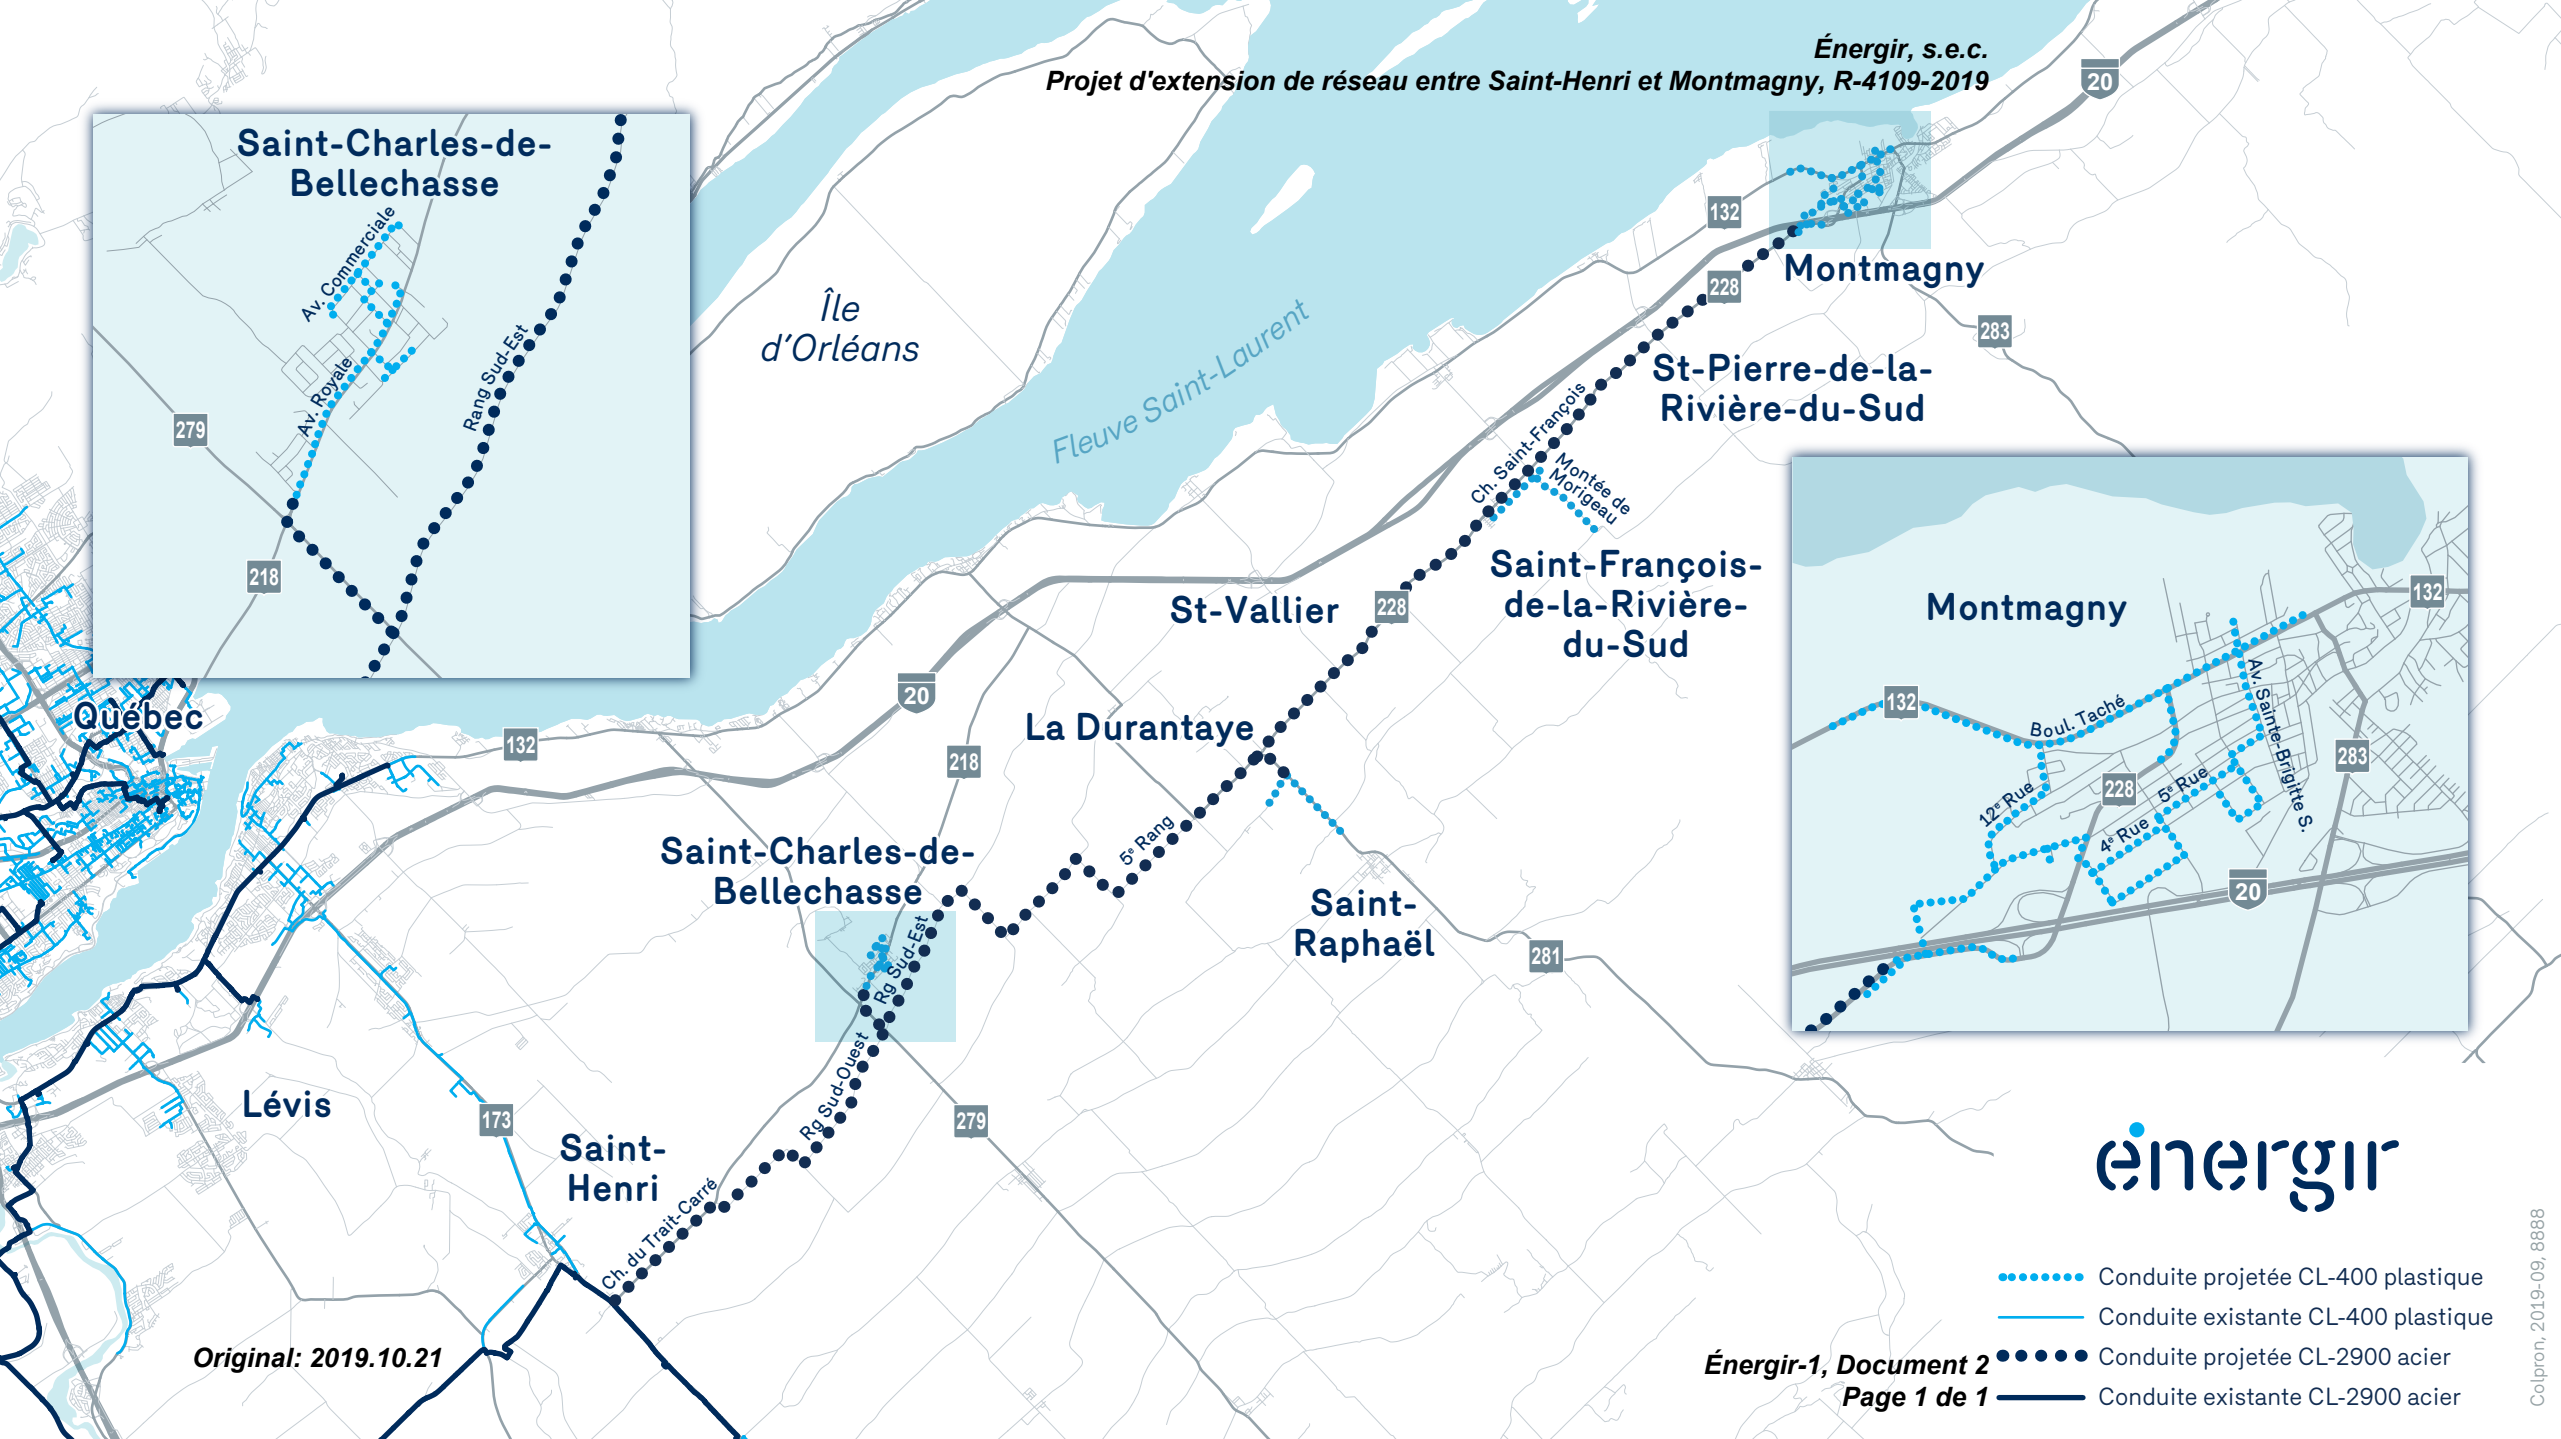 Énergir, s.e.c.
Projet d'extension de réseau entre Saint-Henri et Montmagny, R-4109-2019
20
Saint-Charles-de-
Bellechasse
Av. Commerciale
Av. Royale
Rang Sud-Est
279
218
Île
d'Orléans
Fleuve Saint-Laurent
132
228
Montmagny
283
St-Pierre-de-la-
Rivière-du-Sud
Ch. Saint-François
Montée de
Morigeau
Saint-François-
de-la-Rivière-
du-Sud
St-Vallier
228
20
La Durantaye
218
132
Québec
5e Rang
Saint-Charles-de-
Bellechasse
Rg Sud-Est
Rg Sud-Ouest
Saint-
Raphaël
281
279
Lévis
173
Saint-
Henri
Ch. du Trait-Carré
Montmagny
132
132
Boul. Taché
Av. Sainte-Brigitte S.
283
228
12e Rue
5e Rue
4e Rue
20
énergir
Conduite projetée CL-400 plastique
Conduite existante CL-400 plastique
Conduite projetée CL-2900 acier
Conduite existante CL-2900 acier
Original: 2019.10.21
Énergir-1, Document 2
Page 1 de 1
Colpron, 2019-09, 8888